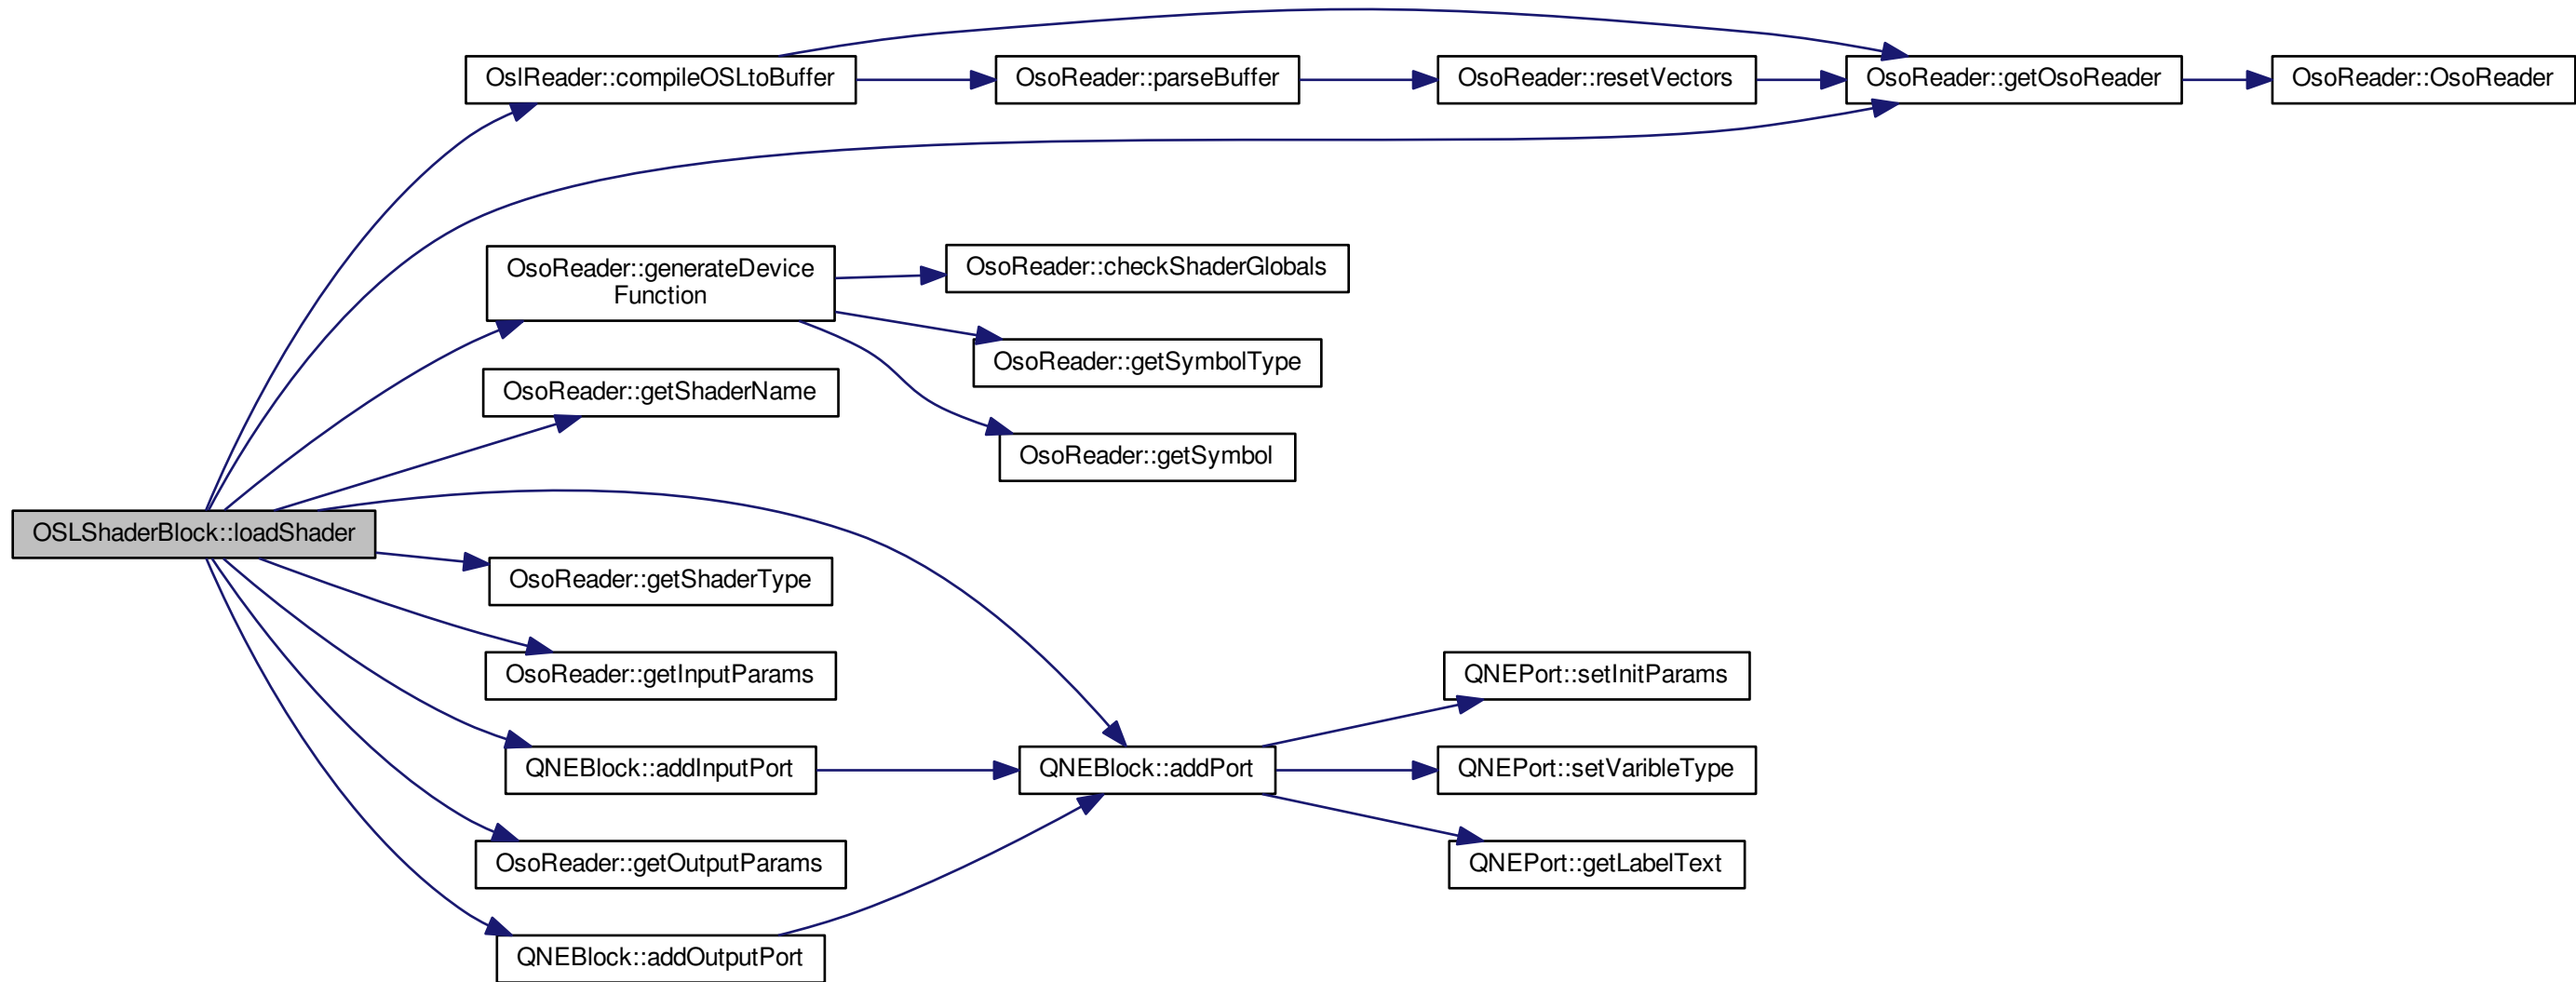 OslReader::compileOSLtoBuffer
OsoReader::parseBuffer
OsoReader::resetVectors
OsoReader::getOsoReader
OsoReader::OsoReader
OsoReader::generateDevice
Function
OsoReader::checkShaderGlobals
OsoReader::getSymbolType
OsoReader::getShaderName
OsoReader::getSymbol
OSLShaderBlock::loadShader
OsoReader::getShaderType
OsoReader::getInputParams
QNEPort::setInitParams
QNEBlock::addInputPort
QNEBlock::addPort
QNEPort::setVaribleType
OsoReader::getOutputParams
QNEPort::getLabelText
QNEBlock::addOutputPort